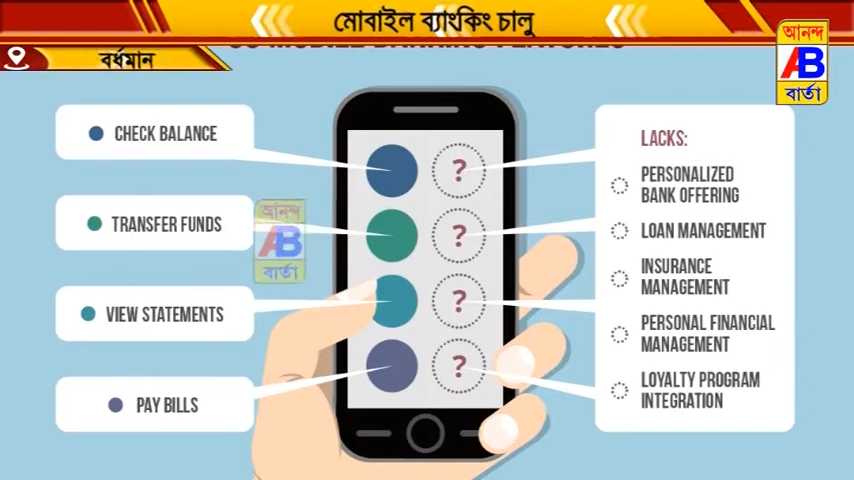 মোবাইল ব্যাংকিং চালু
বর্ধমান
আনন্দ
AB
বার্তা
CHECK BALANCE
TRANSFER FUNDS
VIEW STATEMENTS
PAY BILLS
আনন্দ
AB
বার্তা
?
?
?
?
LACKS:
PERSONALIZED
BANK OFFERING
LOAN MANAGEMENT
INSURANCE
MANAGEMENT
PERSONAL FINANCIAL
MANAGEMENT
LOYALTY PROGRAM
INTEGRATION